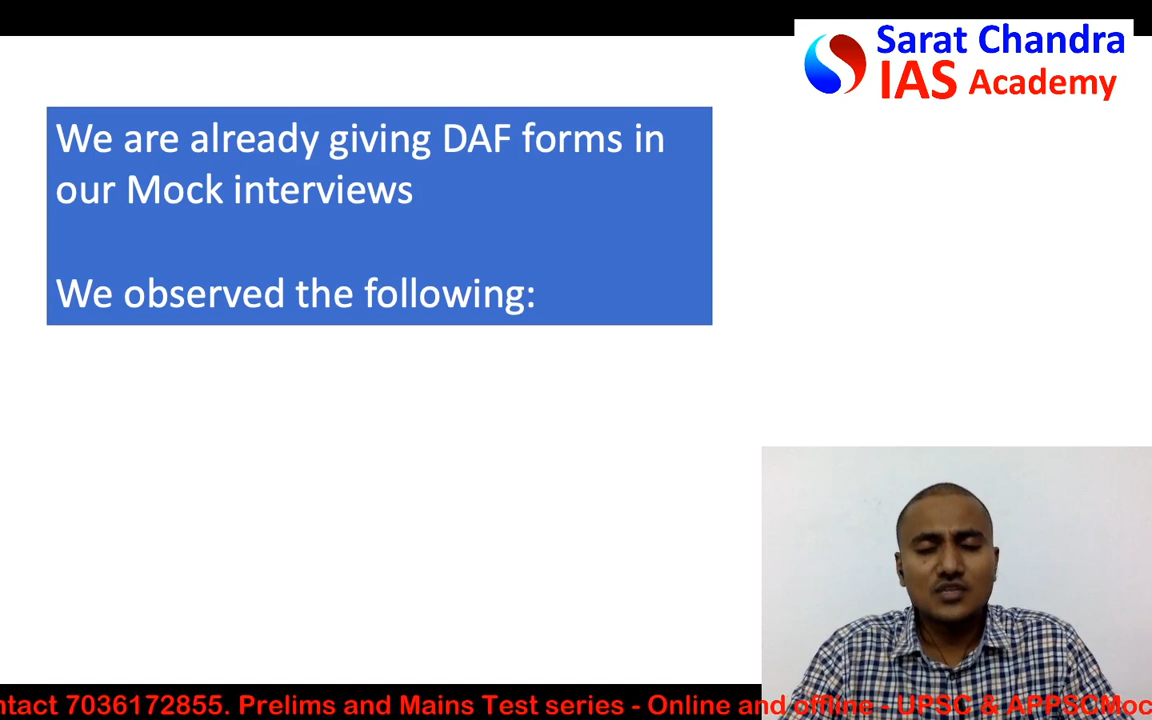 Sarat Chandra
IAS Academy
We are already giving DAF forms in
our Mock interviews
We observed the following:
ntact 7036172855. Prelims and Mains Test series - Online and offline - UPSC & APPSCMoc